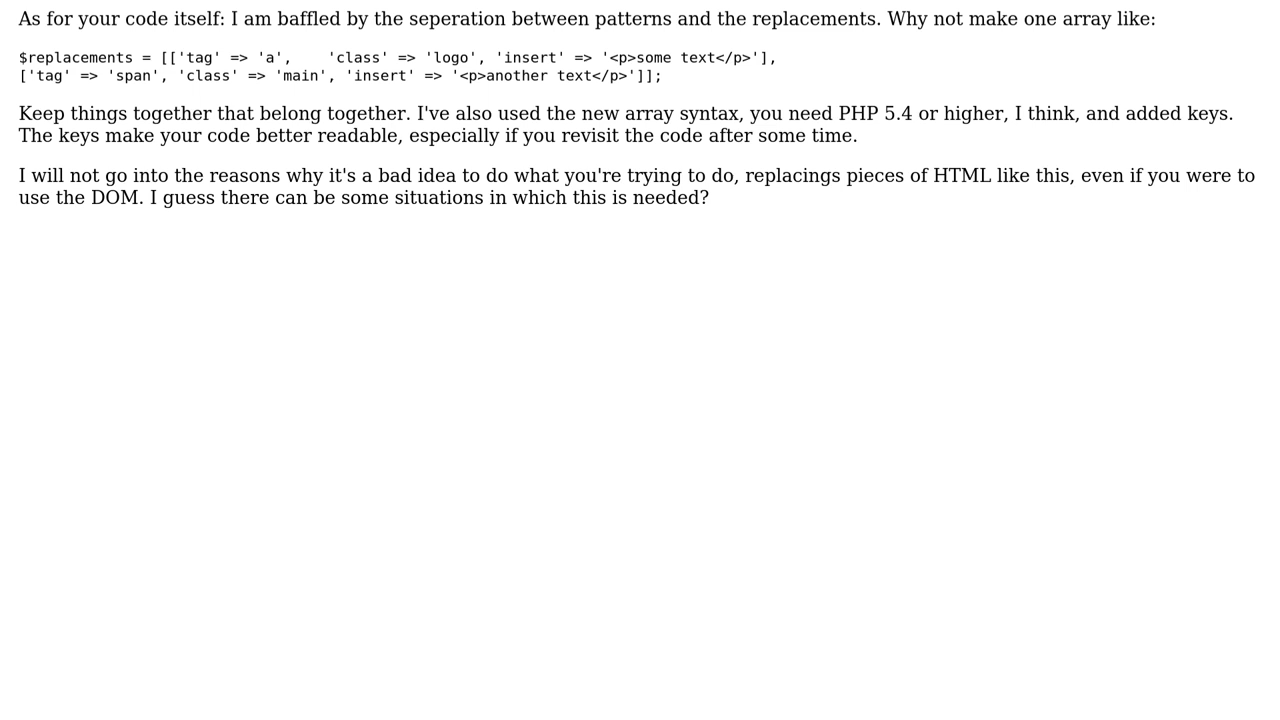 As for your code itself: I am baffled by the seperation between patterns and the replacements. Why not make one array like:
$replacements = [['tag' => 'a',    'class' => 'logo', 'insert' => '<p>some text</p>'],
['tag' => 'span', 'class' => 'main', 'insert' => '<p>another text</p>']];
Keep things together that belong together. I've also used the new array syntax, you need PHP 5.4 or higher, I think, and added keys.
The keys make your code better readable, especially if you revisit the code after some time.
I will not go into the reasons why it's a bad idea to do what you're trying to do, replacings pieces of HTML like this, even if you were to
use the DOM. I guess there can be some situations in which this is needed?